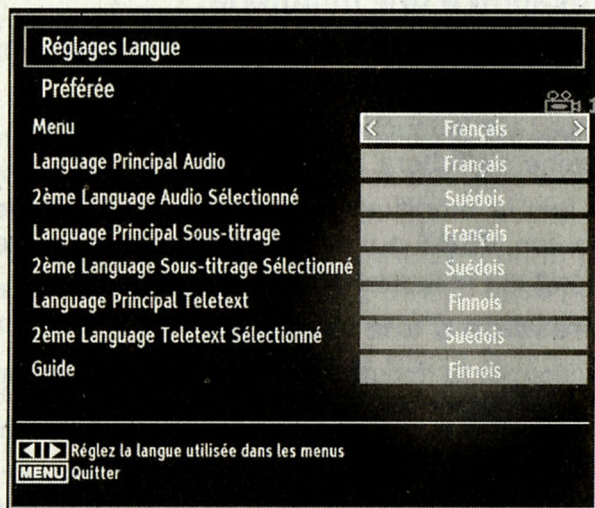 Réglages Langue
Préférée
Menu Français
Language Principal Audio Français
2ème Language Audio Sélectionné Suédois
Language Principal Sous-titrage Français
2ème Language Sous-titrage Sélectionné Suédois
Language Principal Teletext Finnois
2ème Language Teletext Sélectionné Suédois
Guide Finnois
Réglez la langue utilisée dans les menus
MENU Quitter